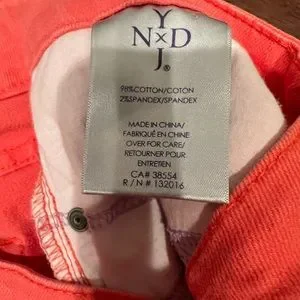 Y
N×D
J®
98%COTTON/COTON
2%SPANDEX/SPANDEX
MADE IN CHINA/
FABRIQUÉ EN CHINE
OVER FOR CARE/
RETOURNER POUR
ENTRETIEN
CA# 38554
R / N # 132016